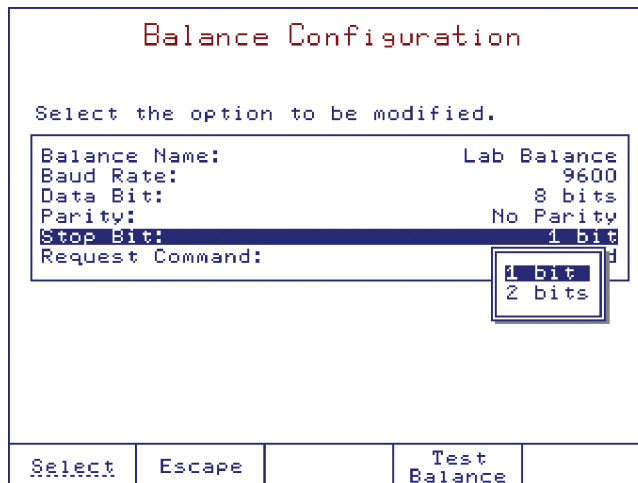 Balance Configuration
Select the option to be modified.
Balance Name: Lab Balance
Baud Rate: 9600
Data Bit: 8 bits
Parity: No Parity
Stop Bit: 1 bit
Request Command:
1 bit
2 bits
Select Escape Test Balance